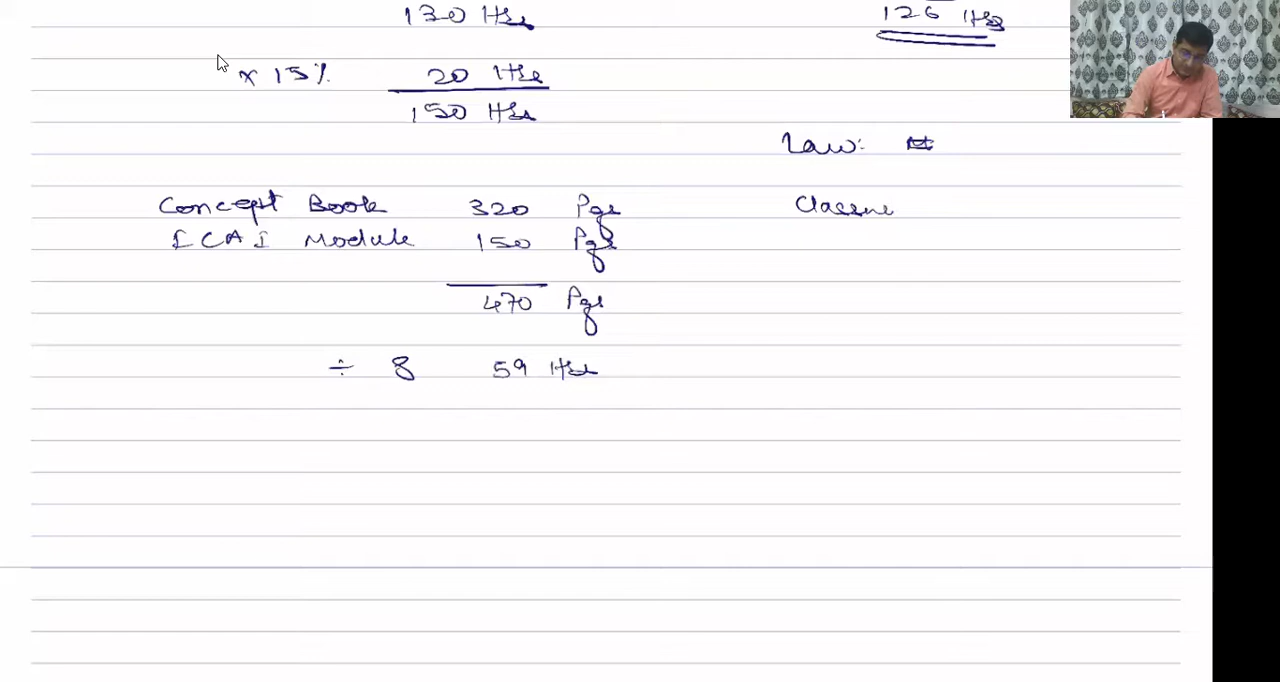 130 Hrs
126 Hrs
x 15% 20 Hrs
150 Hrs
Law:
Concept Book 320 Pgs
ICAI Module 150 Pgs
470 Pgs
÷ 8 59 Hrs